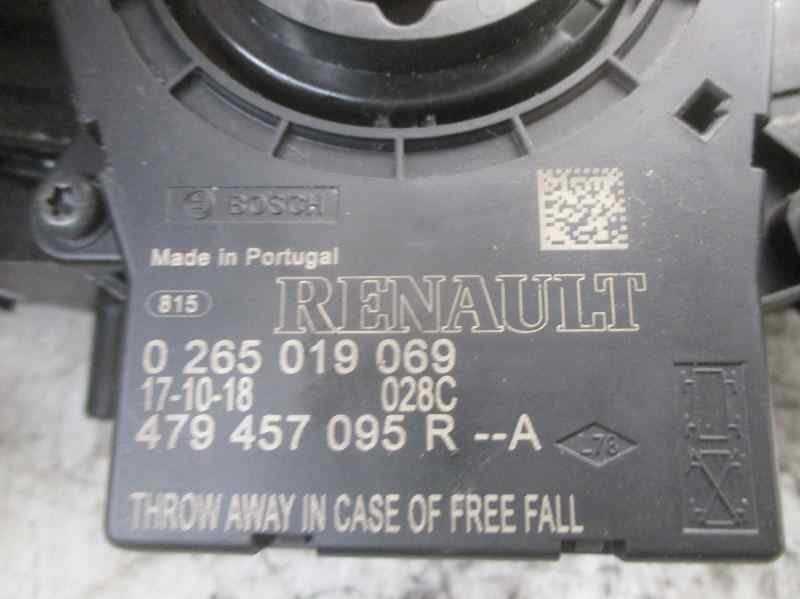 BOSCH
Made in Portugal
815
RENAULT
0 265 019 069
17-10-18 028C
479 457 095 R --A
L78
THROW AWAY IN CASE OF FREE FALL